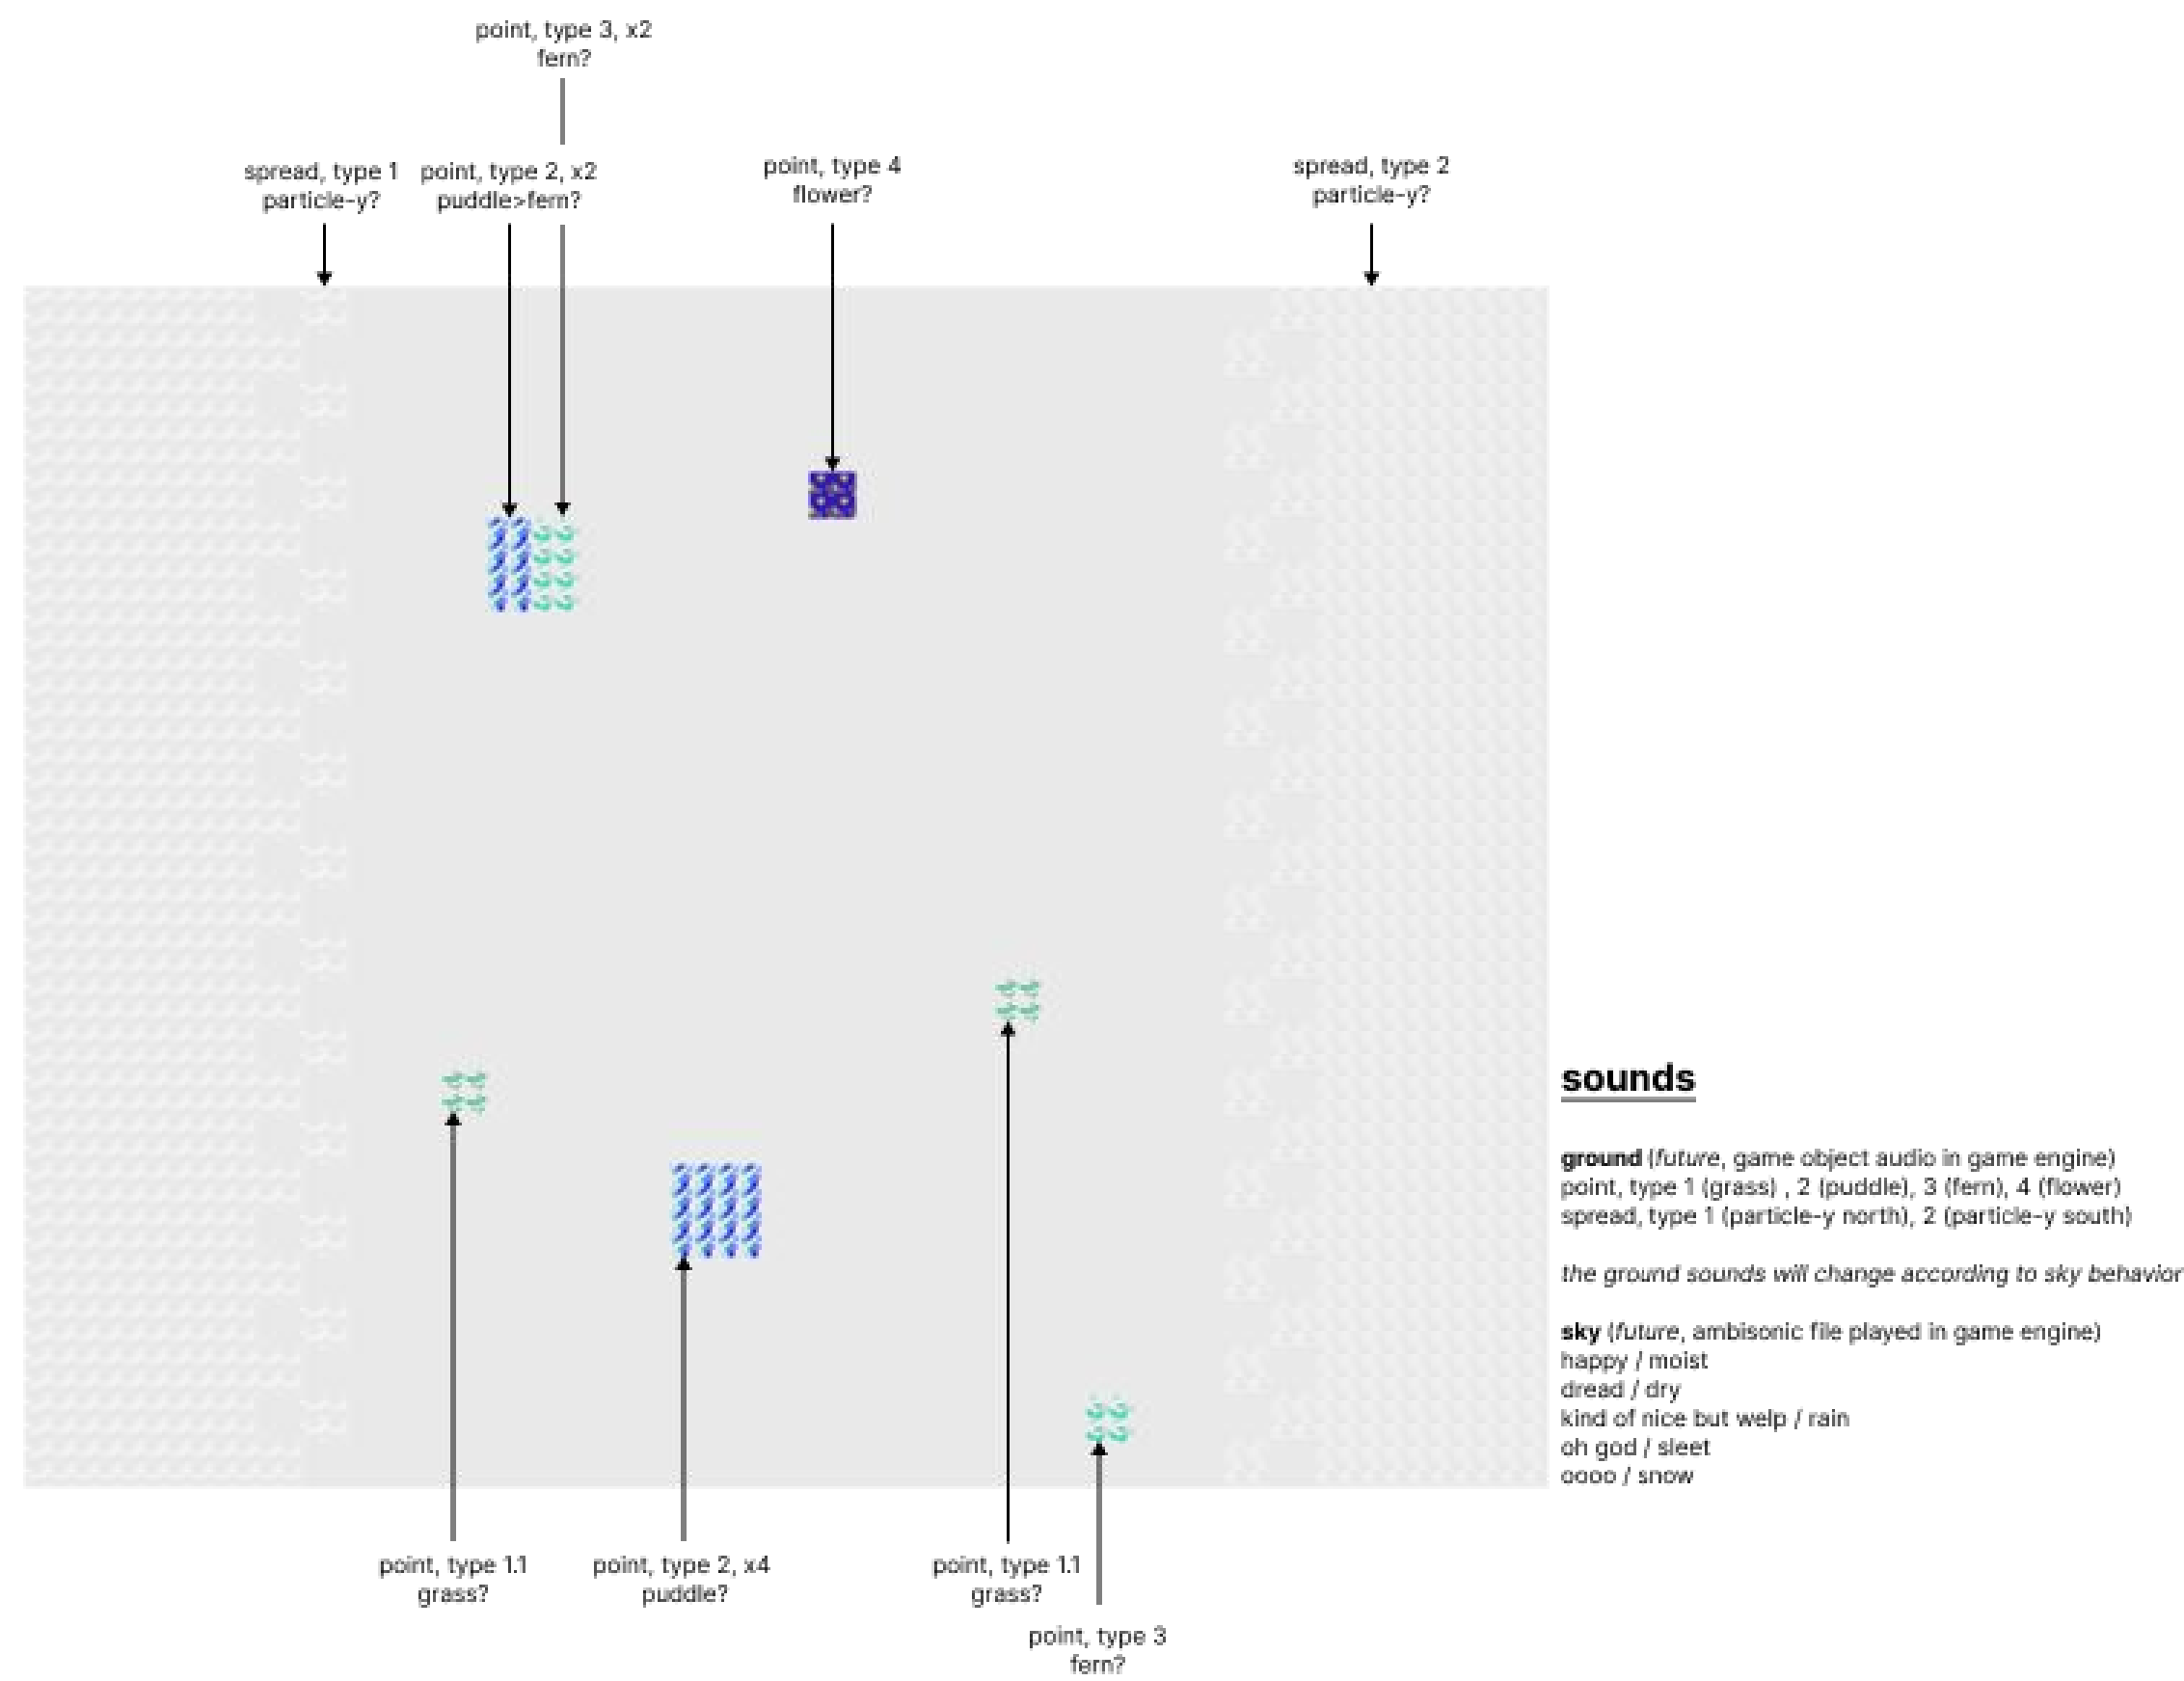 point, type 3, x2
fern?
spread, type 1
particle-y?
point, type 2, x2
puddle>fern?
point, type 4
flower?
spread, type 2
particle-y?
sounds
ground (future, game object audio in game engine)
point, type 1 (grass) , 2 (puddle), 3 (fern), 4 (flower)
spread, type 1 (particle-y north), 2 (particle-y south)
the ground sounds will change according to sky behavior
sky (future, ambisonic file played in game engine)
happy / moist
dread / dry
kind of nice but welp / rain
oh god / sleet
oooo / snow
point, type 1.1
grass?
point, type 2, x4
puddle?
point, type 1.1
grass?
point, type 3
fern?